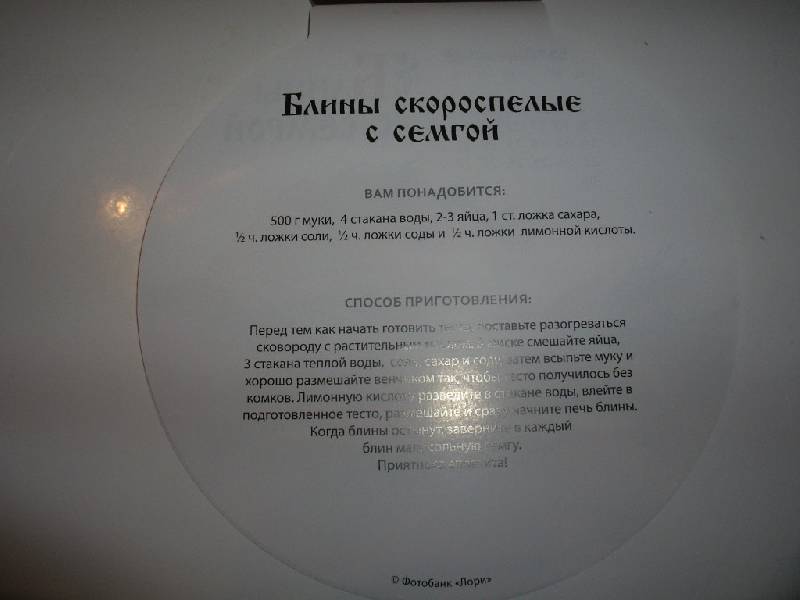 Блины скороспелые
с семгой
ВАМ ПОНАДОБИТСЯ:
500 г муки, 4 стакана воды, 2-3 яйца, 1 ст. ложка сахара,
½ ч. ложки соли, ½ ч. ложки соды и ½ ч. ложки лимонной кислоты.
СПОСОБ ПРИГОТОВЛЕНИЯ:
Перед тем как начать готовить тесто, поставьте разогреваться
сковороду с растительным маслом. В миске смешайте яйца,
3 стакана теплой воды, соль, сахар и соду, затем всыпьте муку и
хорошо размешайте венчиком так, чтобы тесто получилось без
комков. Лимонную кислоту разведите в стакане воды, влейте в
подготовленное тесто, размешайте и сразу начните печь блины.
Когда блины остынут, заверните в каждый
блин малосольную семгу.
Приятного аппетита!
© Фотобанк «Лори»